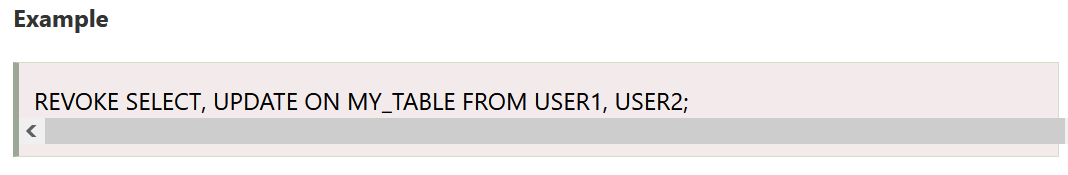 Example
REVOKE SELECT, UPDATE ON MY_TABLE FROM USER1, USER2;